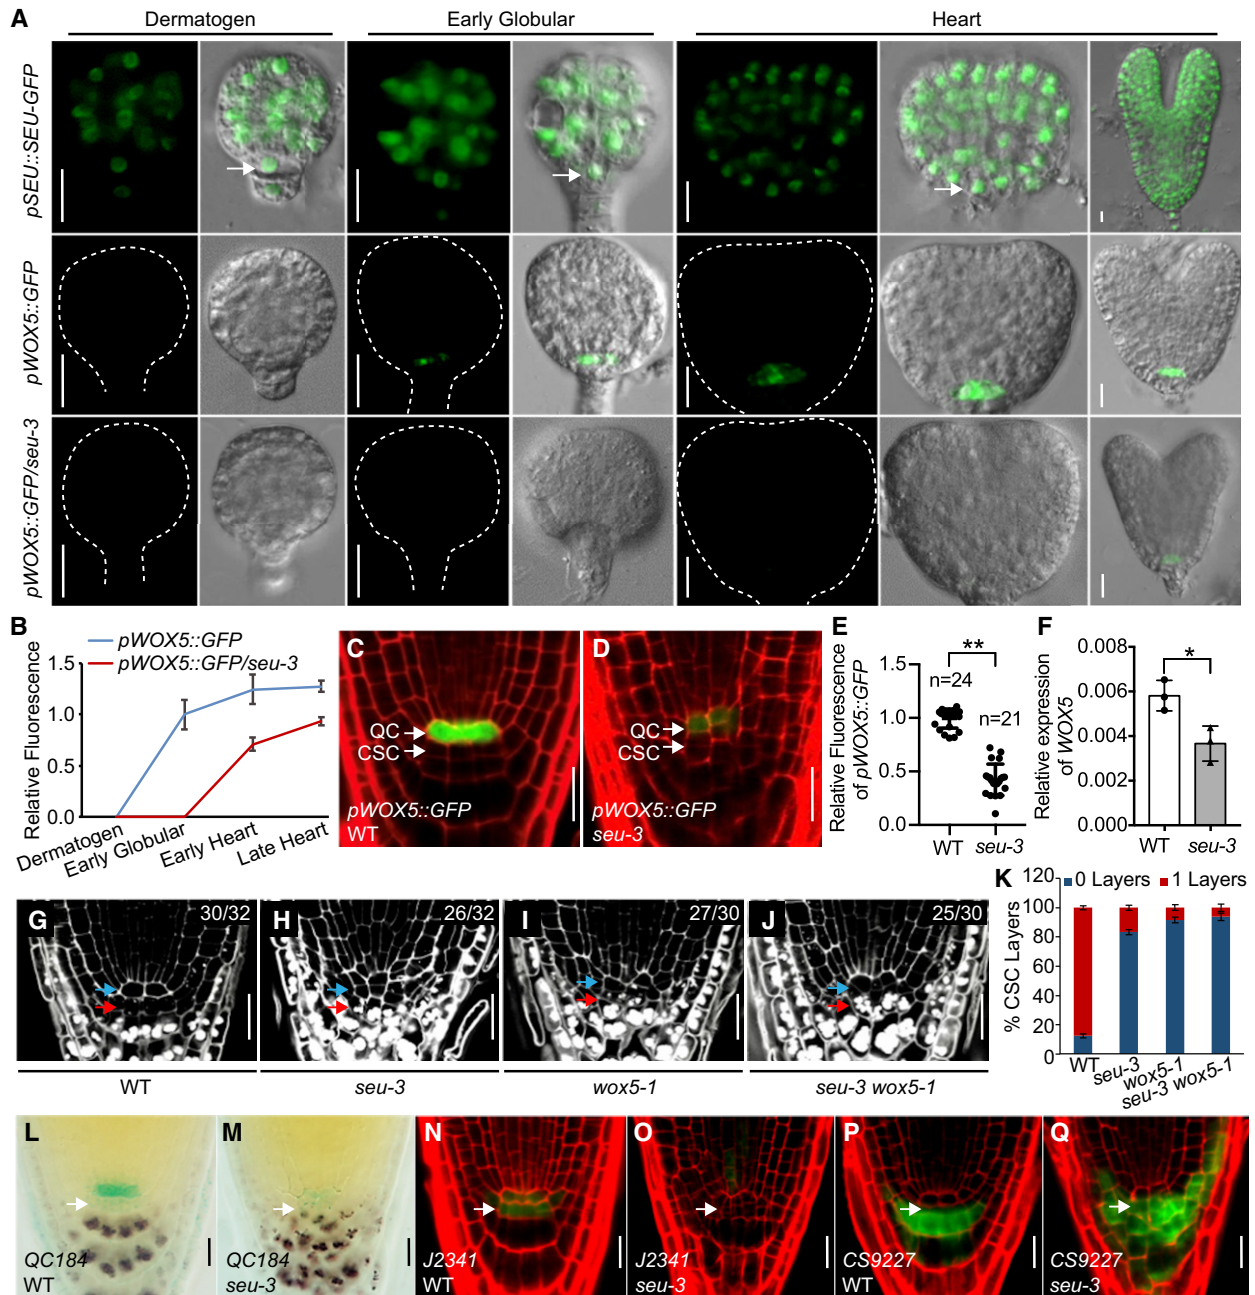 A
Dermatogen
Early Globular
Heart
pSEU::SEU-GFP
pWOX5::GFP
pWOX5::GFP/seu-3
B
pWOX5::GFP
pWOX5::GFP/seu-3
Relative Fluorescence
1.5
1.0
0.5
0.0
Dermatogen
Early Globular
Early Heart
Late Heart
C
QC
CSC
pWOX5::GFP
WT
D
QC
CSC
pWOX5::GFP
seu-3
E
Relative Fluorescence
of pWOX5::GFP
1.5
1.0
0.5
0.0
**
n=24
n=21
WT
seu-3
F
Relative expression
of WOX5
0.008
0.006
0.004
0.002
0.000
*
WT
seu-3
G
30/32
WT
H
26/32
seu-3
I
27/30
wox5-1
J
25/30
seu-3 wox5-1
K
% CSC Layers
120
100
80
60
40
20
0
0 Layers
1 Layers
WT
seu-3
wox5-1
seu-3 wox5-1
L
QC184
WT
M
QC184
seu-3
N
J2341
WT
O
J2341
seu-3
P
CS9227
WT
Q
CS9227
seu-3